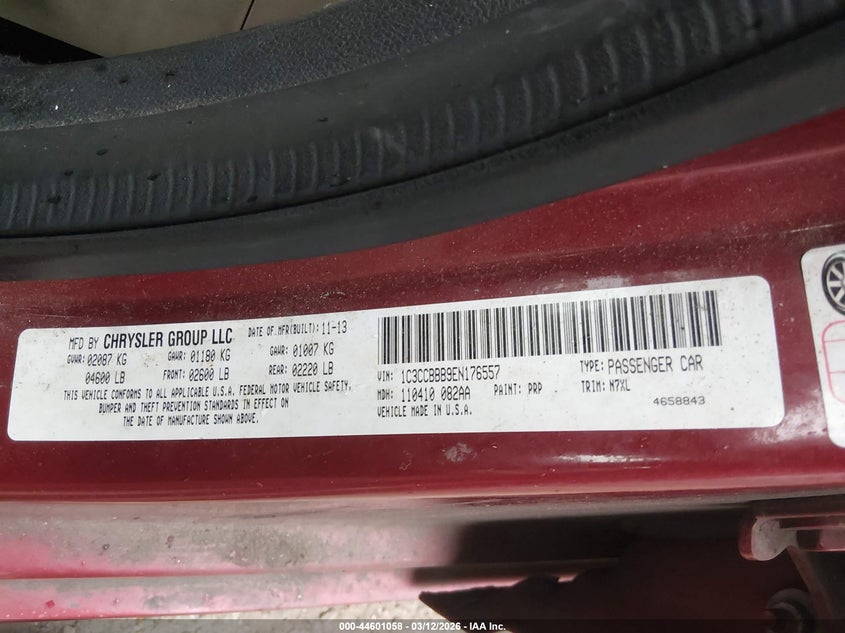 MFD BY CHRYSLER GROUP LLC DATE OF MFR(BUILT): 11-13
GVWR: 02087 KG GAWR: 01180 KG GAWR: 01007 KG
04600 LB FRONT: 02600 LB REAR: 02220 LB
THIS VEHICLE CONFORMS TO ALL APPLICABLE U.S.A. FEDERAL MOTOR VEHICLE SAFETY,
BUMPER AND THEFT PREVENTION STANDARDS IN EFFECT ON
THE DATE OF MANUFACTURE SHOWN ABOVE.
VIN: 1C3CCBBB9EN176557 TYPE: PASSENGER CAR
MDH: 110410 082AA PAINT: PRP TRIM: N7XL
VEHICLE MADE IN U.S.A. 4658843
000-44601058 - 03/12/2026 - IAA Inc.